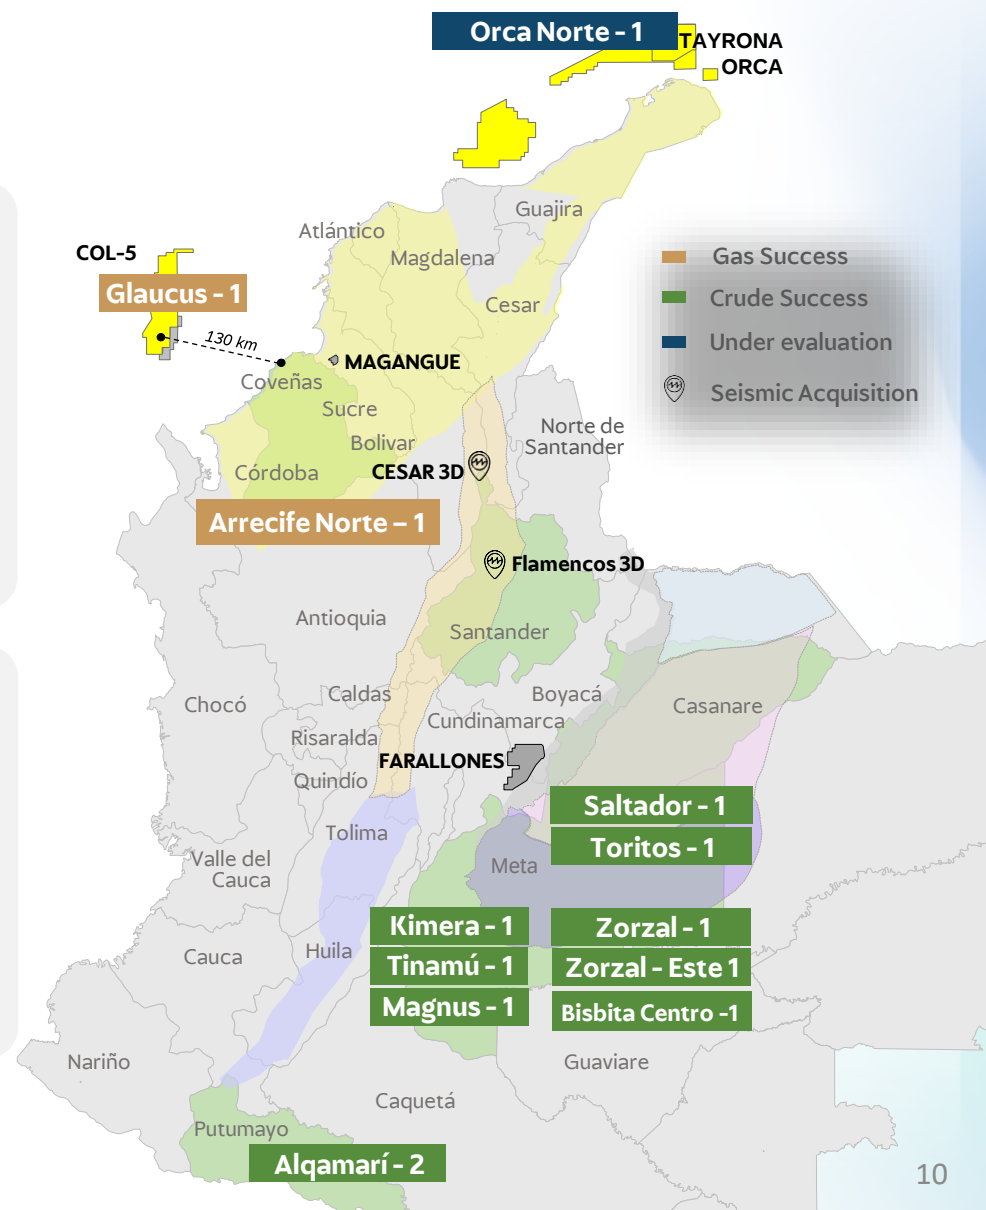 Orca Norte - 1
TAYRONA
ORCA
Guajira
Atlántico
Magdalena
COL-5
Glaucus - 1
Cesar
130 km
MAGANGUE
Coveñas
Sucre
Bolivar
Córdoba
CESAR 3D
Norte de
Santander
Gas Success
Crude Success
Under evaluation
Seismic Acquisition
Arrecife Norte – 1
Flamencos 3D
Antioquia
Santander
Chocó
Caldas
Boyacá
Casanare
Cundinamarca
Risaralda
FARALLONES
Quindío
Saltador - 1
Tolima
Toritos - 1
Valle del
Cauca
Meta
Kimera - 1
Zorzal - 1
Huila
Cauca
Tinamú - 1
Zorzal - Este 1
Magnus - 1
Bisbita Centro -1
Nariño
Guaviare
Caquetá
Putumayo
Alqamarí - 2
10